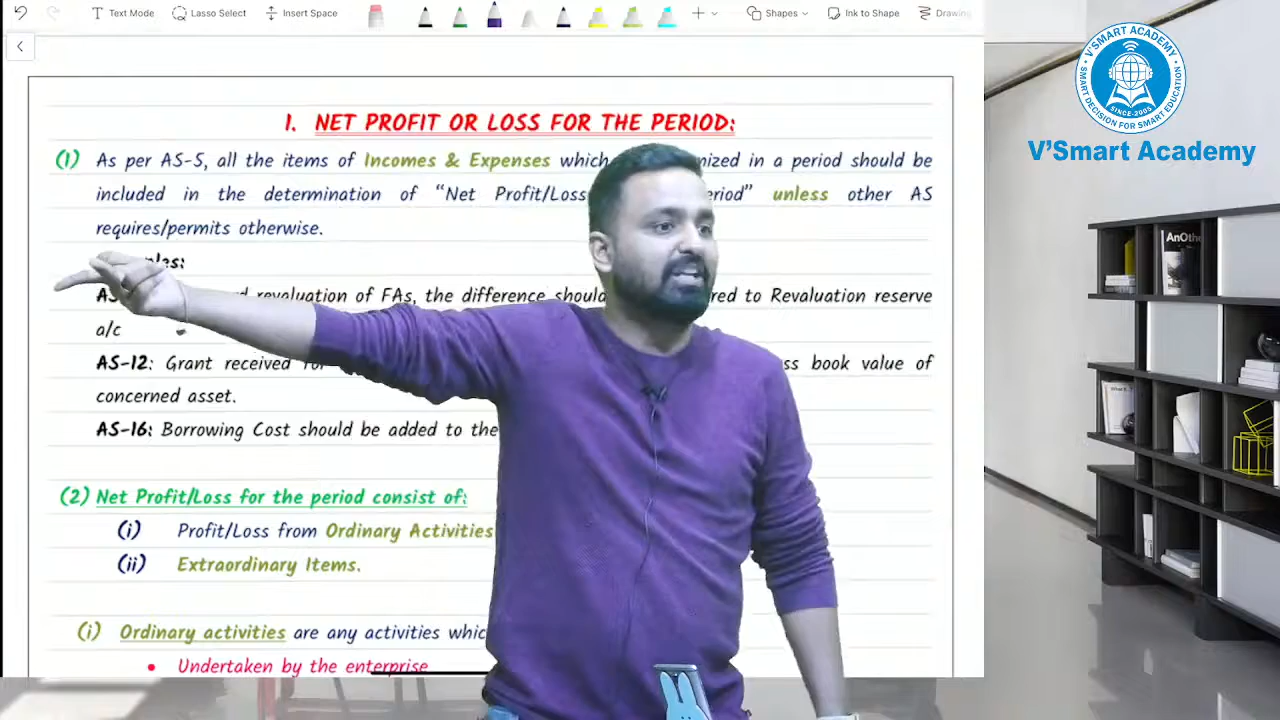 Text Mode Lasso Select Insert Space Shapes Ink to Shape Drawing
V'SMART ACADEMY
SMART DECISION FOR SMART EDUCATION
SINCE-2005
V'Smart Academy
1. NET PROFIT OR LOSS FOR THE PERIOD:
(1) As per AS-5, all the items of Incomes & Expenses which in a period should be
included in the determination of "Net Profit/Loss unless other AS
requires/permits otherwise.
revaluation of FAs, the difference to Revaluation reserve
a/c
AS-12: Grant received book value of
concerned asset.
AS-16: Borrowing Cost should be added to the
(2) Net Profit/Loss for the period consist of:
(i) Profit/Loss from Ordinary Activities
(ii) Extraordinary Items.
(i) Ordinary activities are any activities
• Undertaken by the enterprise